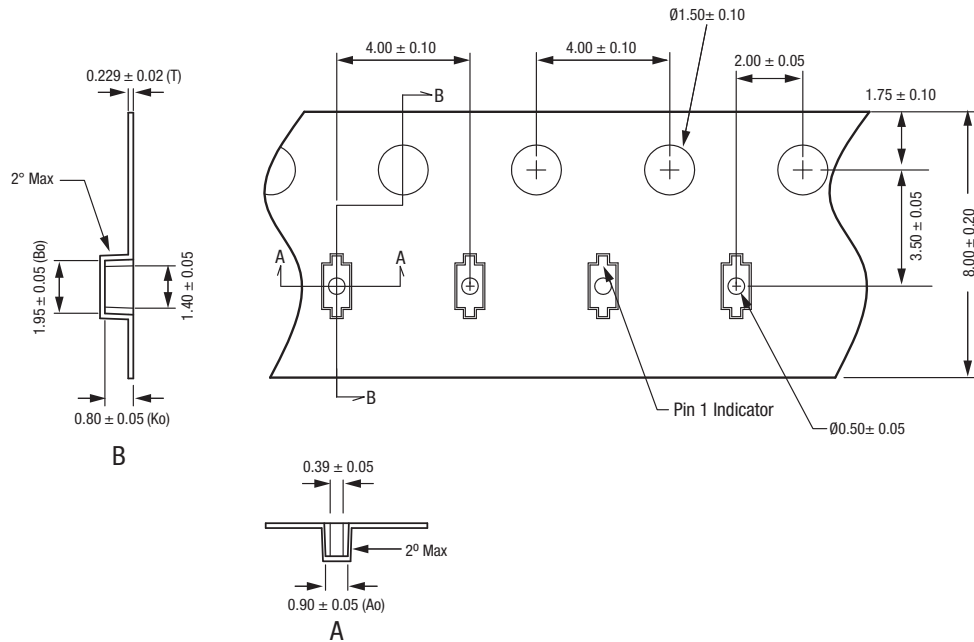 Ø1.50± 0.10
4.00 ± 0.10
4.00 ± 0.10
2.00 ± 0.05
0.229 ± 0.02 (T)
1.75 ± 0.10
B
2° Max
3.50 ± 0.05
8.00 ± 0.20
1.95 ± 0.05 (Bo)
1.40 ± 0.05
A
A
B
Pin 1 Indicator
0.80 ± 0.05 (Ko)
Ø0.50± 0.05
B
0.39 ± 0.05
2º Max
0.90 ± 0.05 (Ao)
A